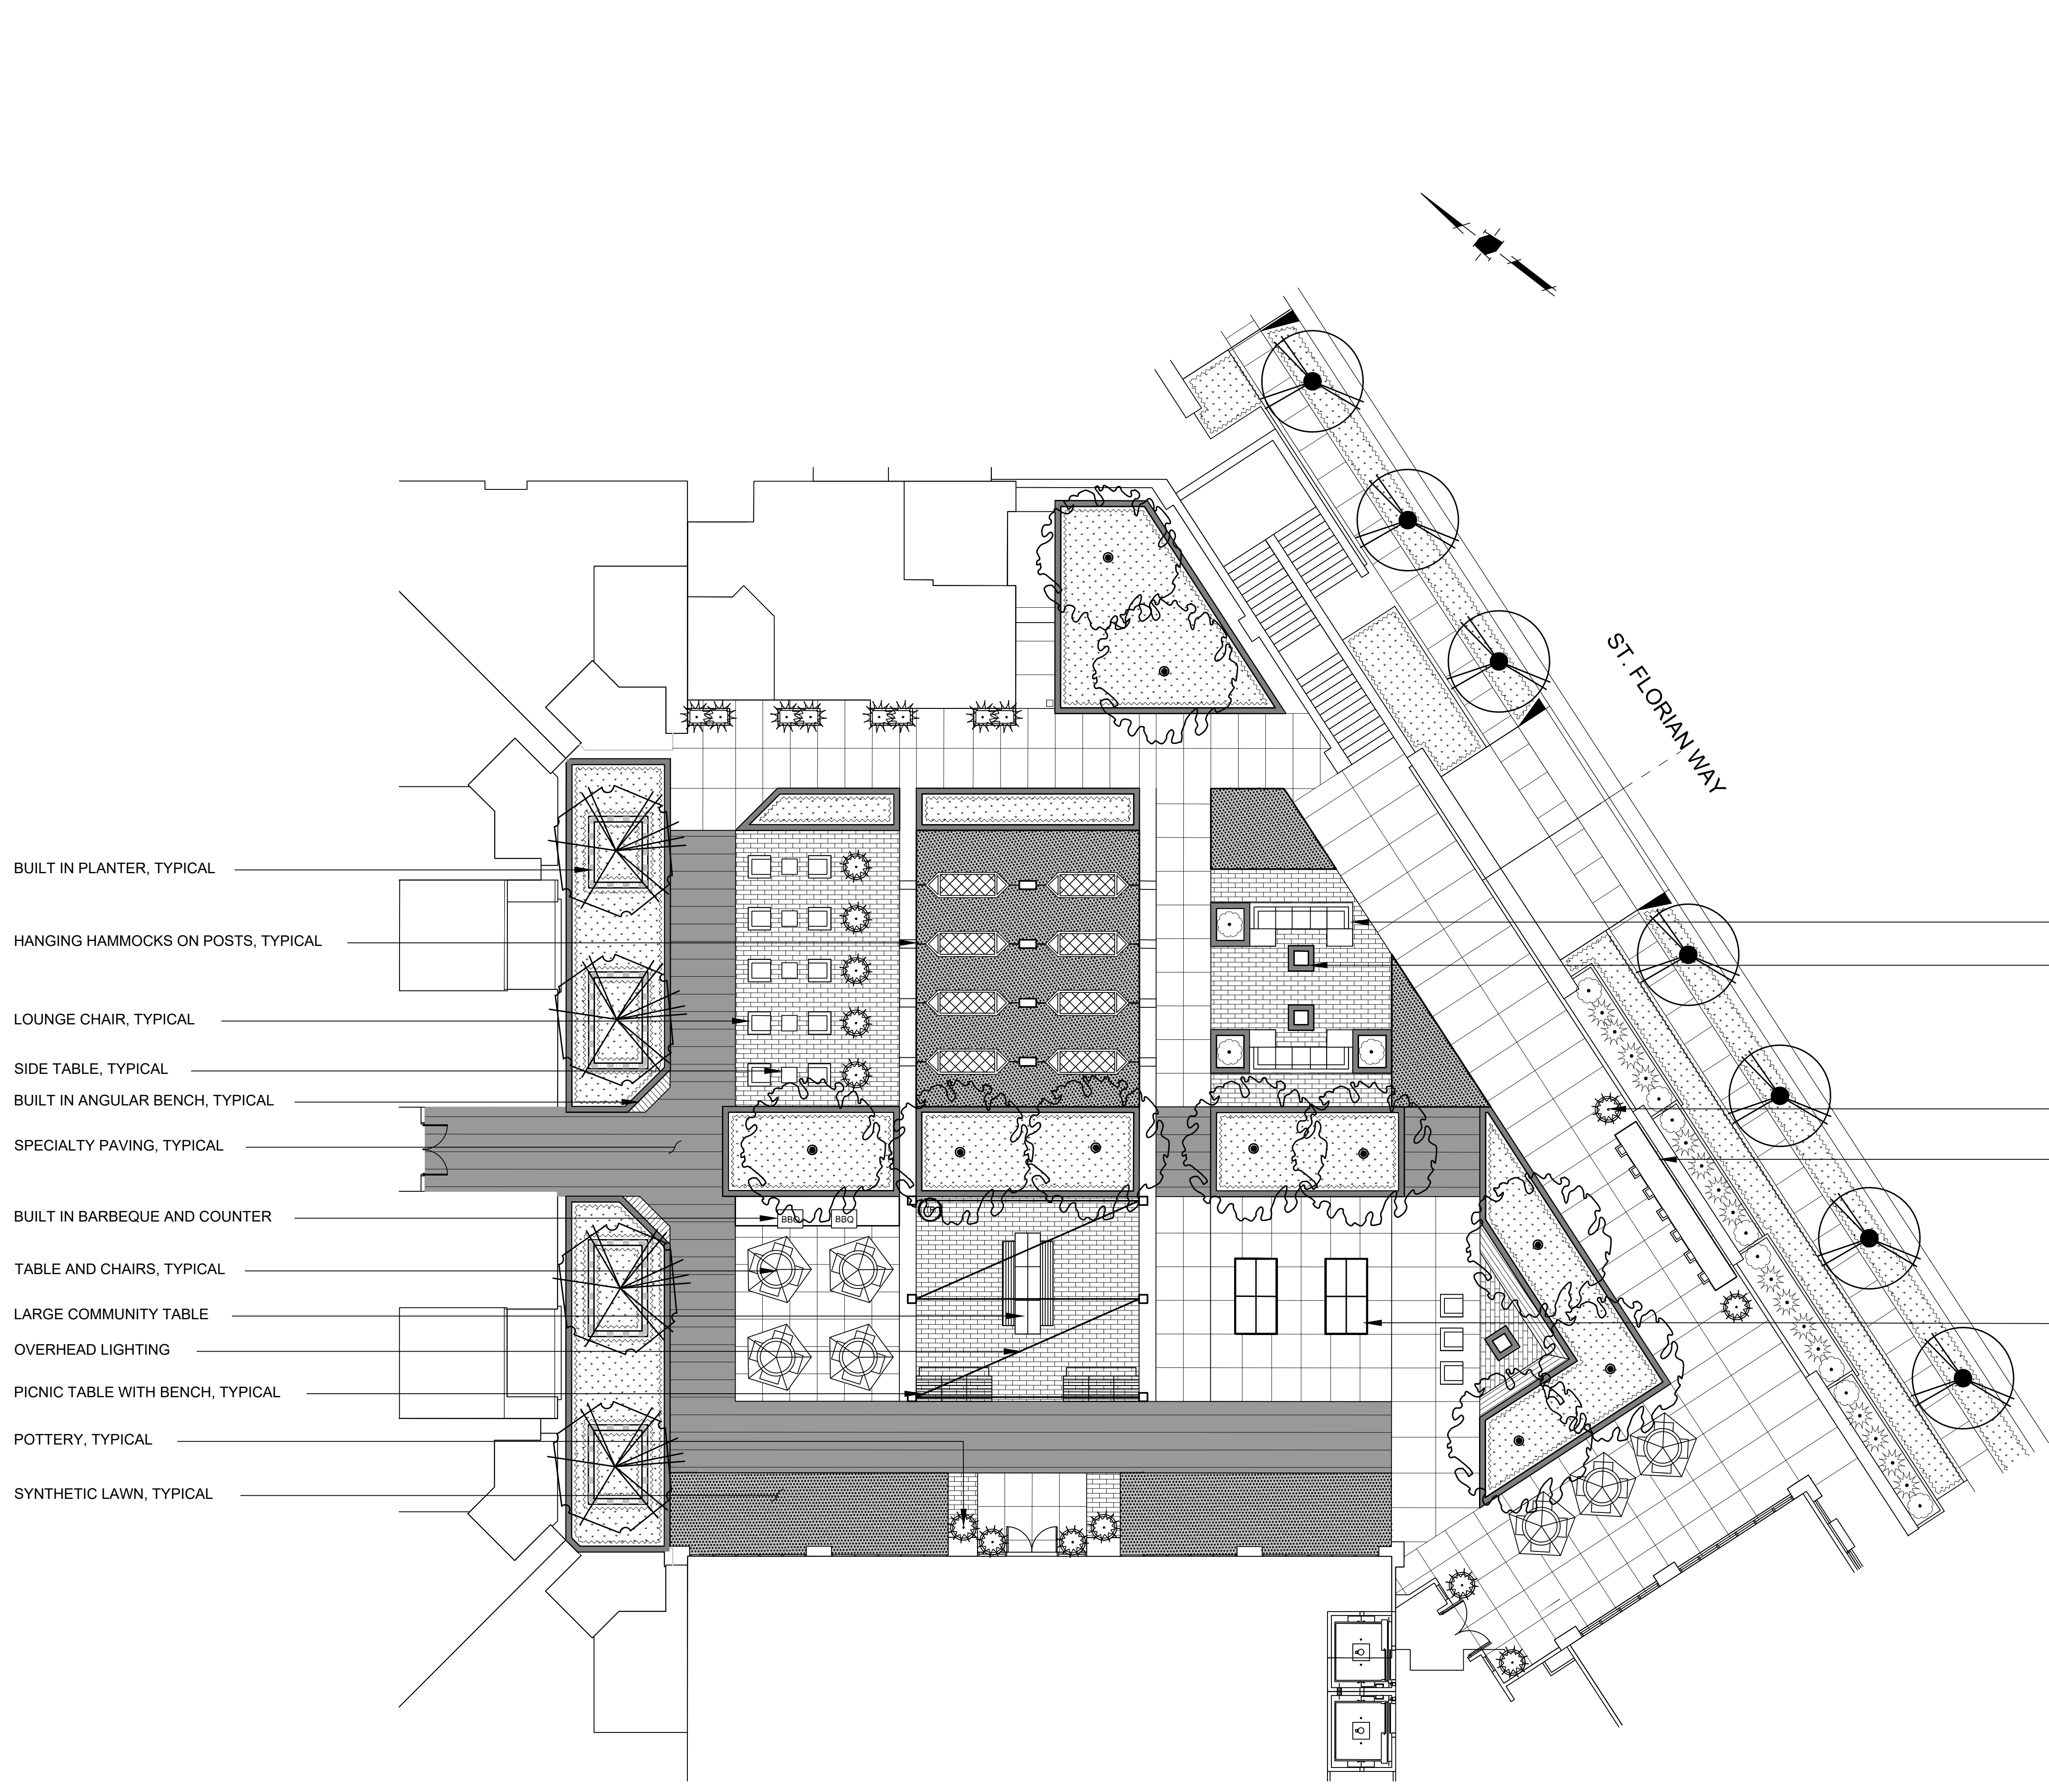 ST. FLORIAN WAY
BUILT IN PLANTER, TYPICAL
HANGING HAMMOCKS ON POSTS, TYPICAL
LOUNGE CHAIR, TYPICAL
SIDE TABLE, TYPICAL
BUILT IN ANGULAR BENCH, TYPICAL
SPECIALTY PAVING, TYPICAL
BUILT IN BARBEQUE AND COUNTER
BBQ BBQ
TABLE AND CHAIRS, TYPICAL
LARGE COMMUNITY TABLE
OVERHEAD LIGHTING
PICNIC TABLE WITH BENCH, TYPICAL
POTTERY, TYPICAL
SYNTHETIC LAWN, TYPICAL